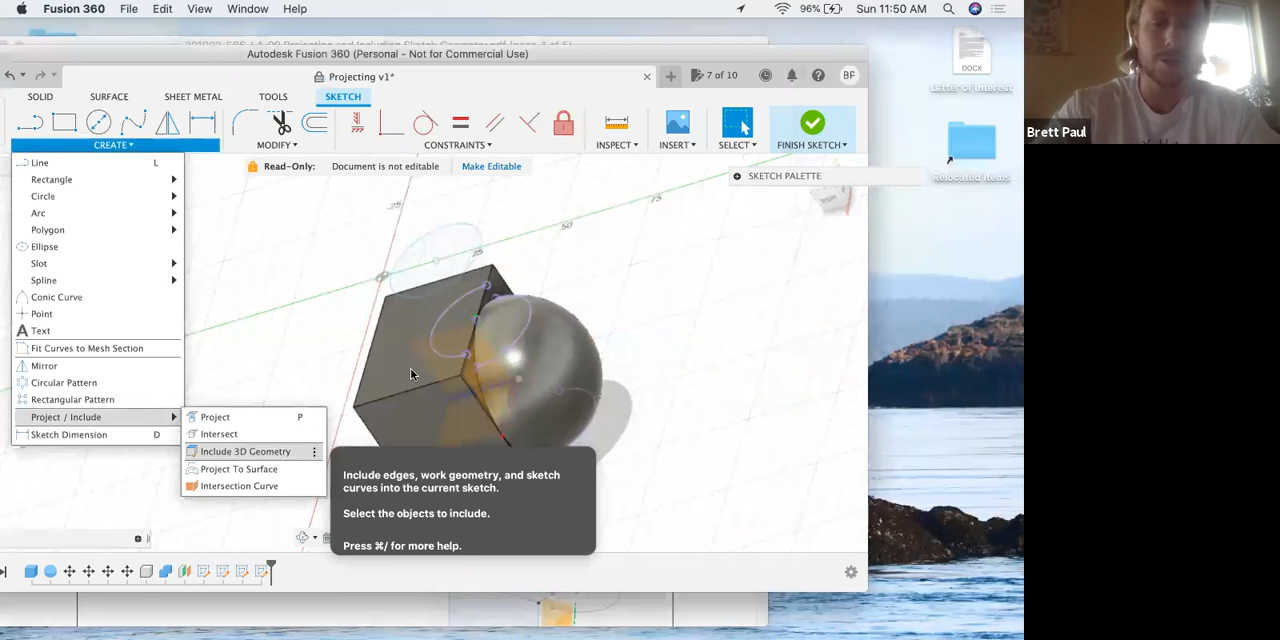 Fusion 360 File Edit View Window Help 96% Sun 11:50 AM
Autodesk Fusion 360 (Personal - Not for Commercial Use)
Projecting v1* 7 of 10 BF
SOLID SURFACE SHEET METAL TOOLS SKETCH
CREATE MODIFY CONSTRAINTS INSPECT INSERT SELECT FINISH SKETCH
Read-Only: Document is not editable Make Editable
SKETCH PALETTE
Line L
Rectangle
Circle
Arc
Polygon
Ellipse
Slot
Spline
Conic Curve
Point
Text
Fit Curves to Mesh Section
Mirror
Circular Pattern
Rectangular Pattern
Project / Include
Sketch Dimension D
Project P
Intersect
Include 3D Geometry
Project To Surface
Intersection Curve
Include edges, work geometry, and sketch
curves into the current sketch.
Select the objects to include.
Press ⌘/ for more help.
25
25
50
75
DOCX
Letter of Interest
Relocated Items
Brett Paul